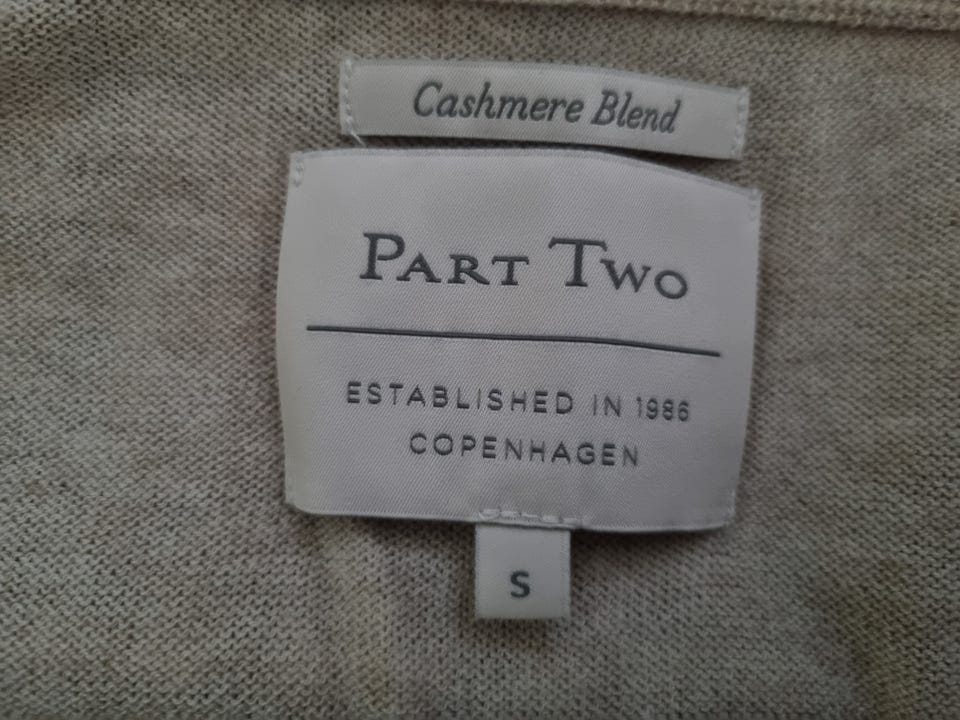 Cashmere Blend
PART TWO
ESTABLISHED IN 1986
COPENHAGEN
S